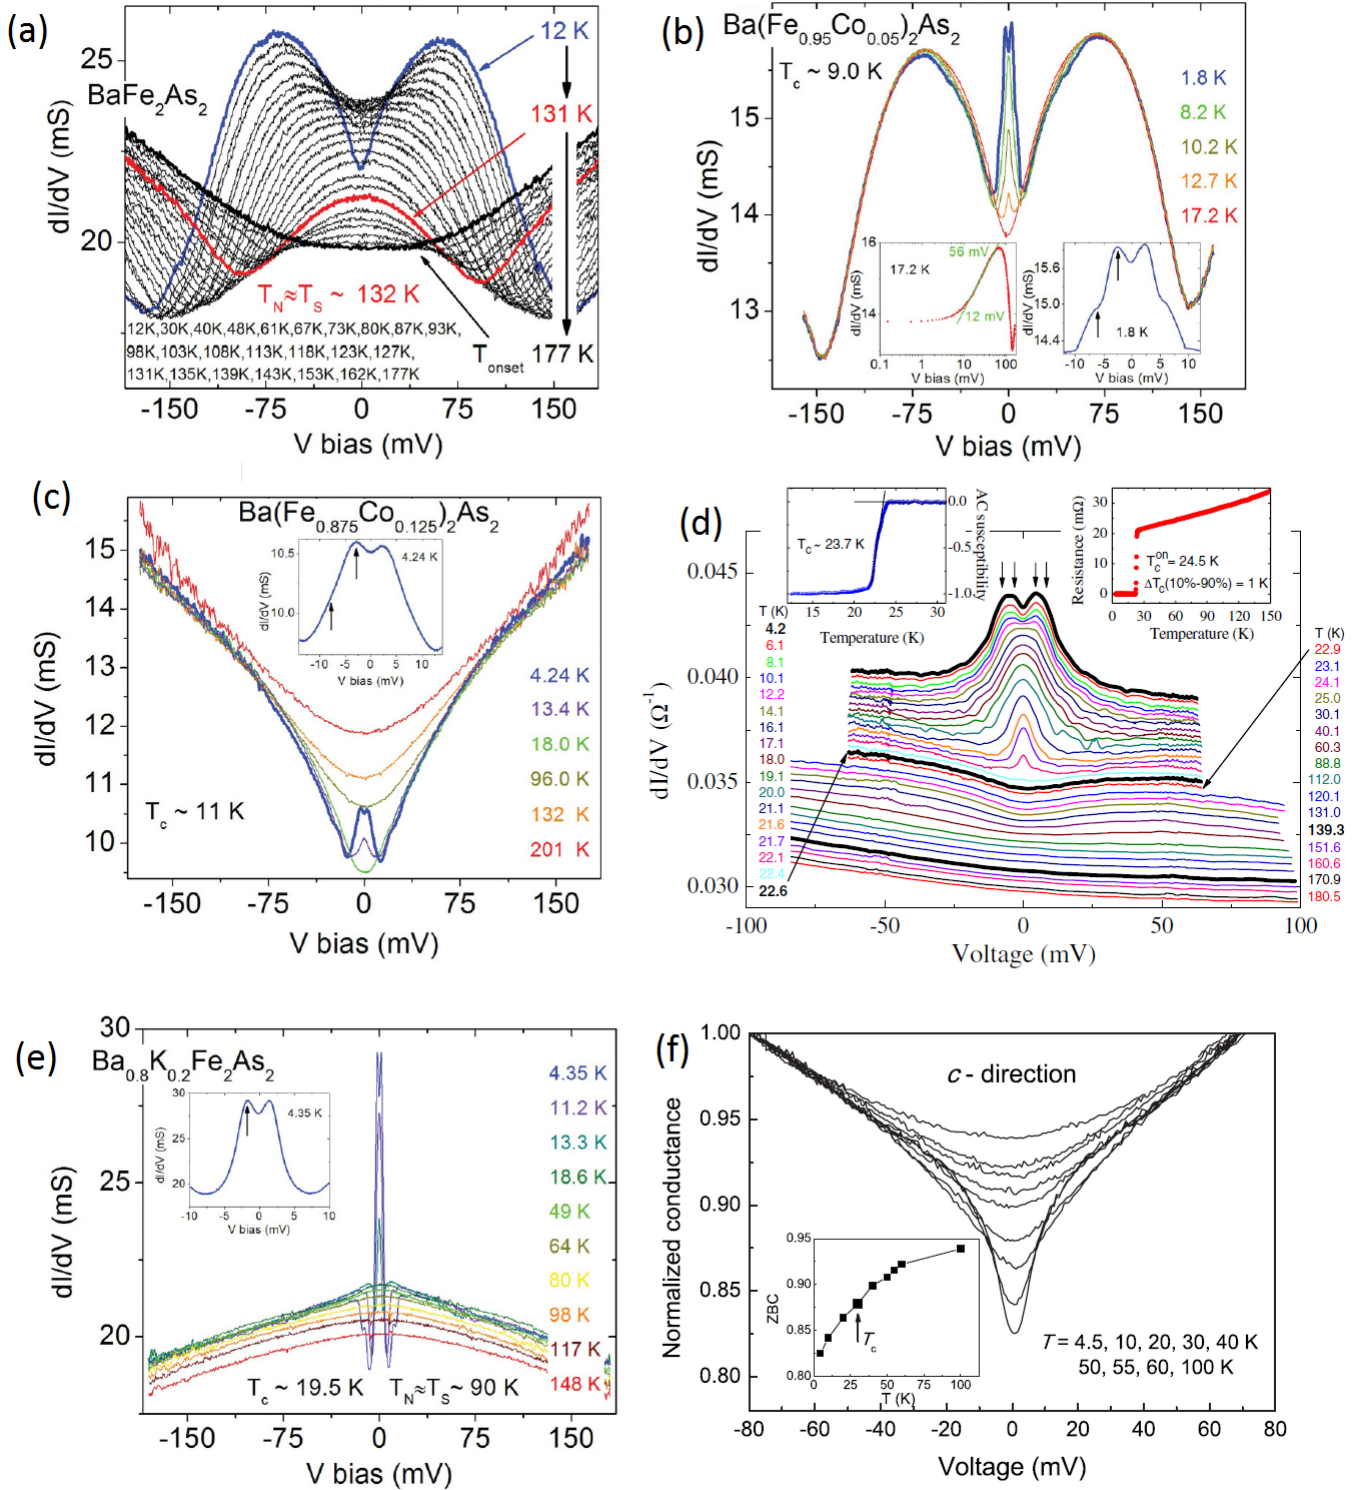 (a)
BaFe2As2
12 K
131 K
TN≈TS ~ 132 K
12K,30K,40K,48K,61K,67K,73K,80K,87K,93K,
98K,103K,108K,113K,118K,123K,127K,
131K,135K,139K,143K,153K,162K,177K
Tonset 177 K
25
20
dI/dV (mS)
-150 -75 0 75 150
V bias (mV)
(b)
Ba(Fe0.95Co0.05)2As2
Tc ~ 9.0 K
1.8 K
8.2 K
10.2 K
12.7 K
17.2 K
15
14
13
dI/dV (mS)
-150 -75 0 75 150
V bias (mV)
17.2 K
56 mV
12 mV
16
14
dI/dV (mS)
0.1 1 10 100
V bias (mV)
1.8 K
15.6
15.0
14.4
dI/dV (mS)
-5 0 5 10
V bias (mV)
(c)
Ba(Fe0.875Co0.125)2As2
4.24 K
10.5
10.0
dI/dV (mS)
-10 -5 0 5 10
V bias (mV)
4.24 K
13.4 K
18.0 K
96.0 K
132 K
201 K
Tc ~ 11 K
15
14
13
12
11
10
dI/dV (mS)
-150 -75 0 75 150
V bias (mV)
(d)
Tc ~ 23.7 K
0.0
-0.5
-1.0
AC susceptibility
15 20 25 30
Temperature (K)
Resistance (mΩ)
30
20
10
0
Tc on = 24.5 K
ΔTc(10%-90%) = 1 K
0 30 60 90 120 150
Temperature (K)
T (K)
4.2
6.1
8.1
10.1
12.2
14.1
16.1
17.1
18.0
19.1
20.0
21.1
21.6
21.7
22.1
22.4
22.6
T (K)
22.9
23.1
24.1
25.0
30.1
40.1
60.3
88.8
112.0
120.1
131.0
139.3
151.6
160.6
170.9
180.5
0.045
0.040
0.035
0.030
dI/dV (Ω-1)
-100 -50 0 50 100
Voltage (mV)
(e)
Ba0.8K0.2Fe2As2
4.35 K
30
25
20
dI/dV (mS)
-10 -5 0 5 10
V bias (mV)
4.35 K
11.2 K
13.3 K
18.6 K
49 K
64 K
80 K
98 K
117 K
148 K
Tc ~ 19.5 K TN≈TS~ 90 K
30
25
20
dI/dV (mS)
-150 -75 0 75 150
V bias (mV)
(f)
c - direction
1.00
0.95
0.90
0.85
0.80
Normalized conductance
0.95
0.90
0.85
0.80
ZBC
Tc
0 25 50 75 100
T (K)
T = 4.5, 10, 20, 30, 40 K
50, 55, 60, 100 K
-80 -60 -40 -20 0 20 40 60 80
Voltage (mV)